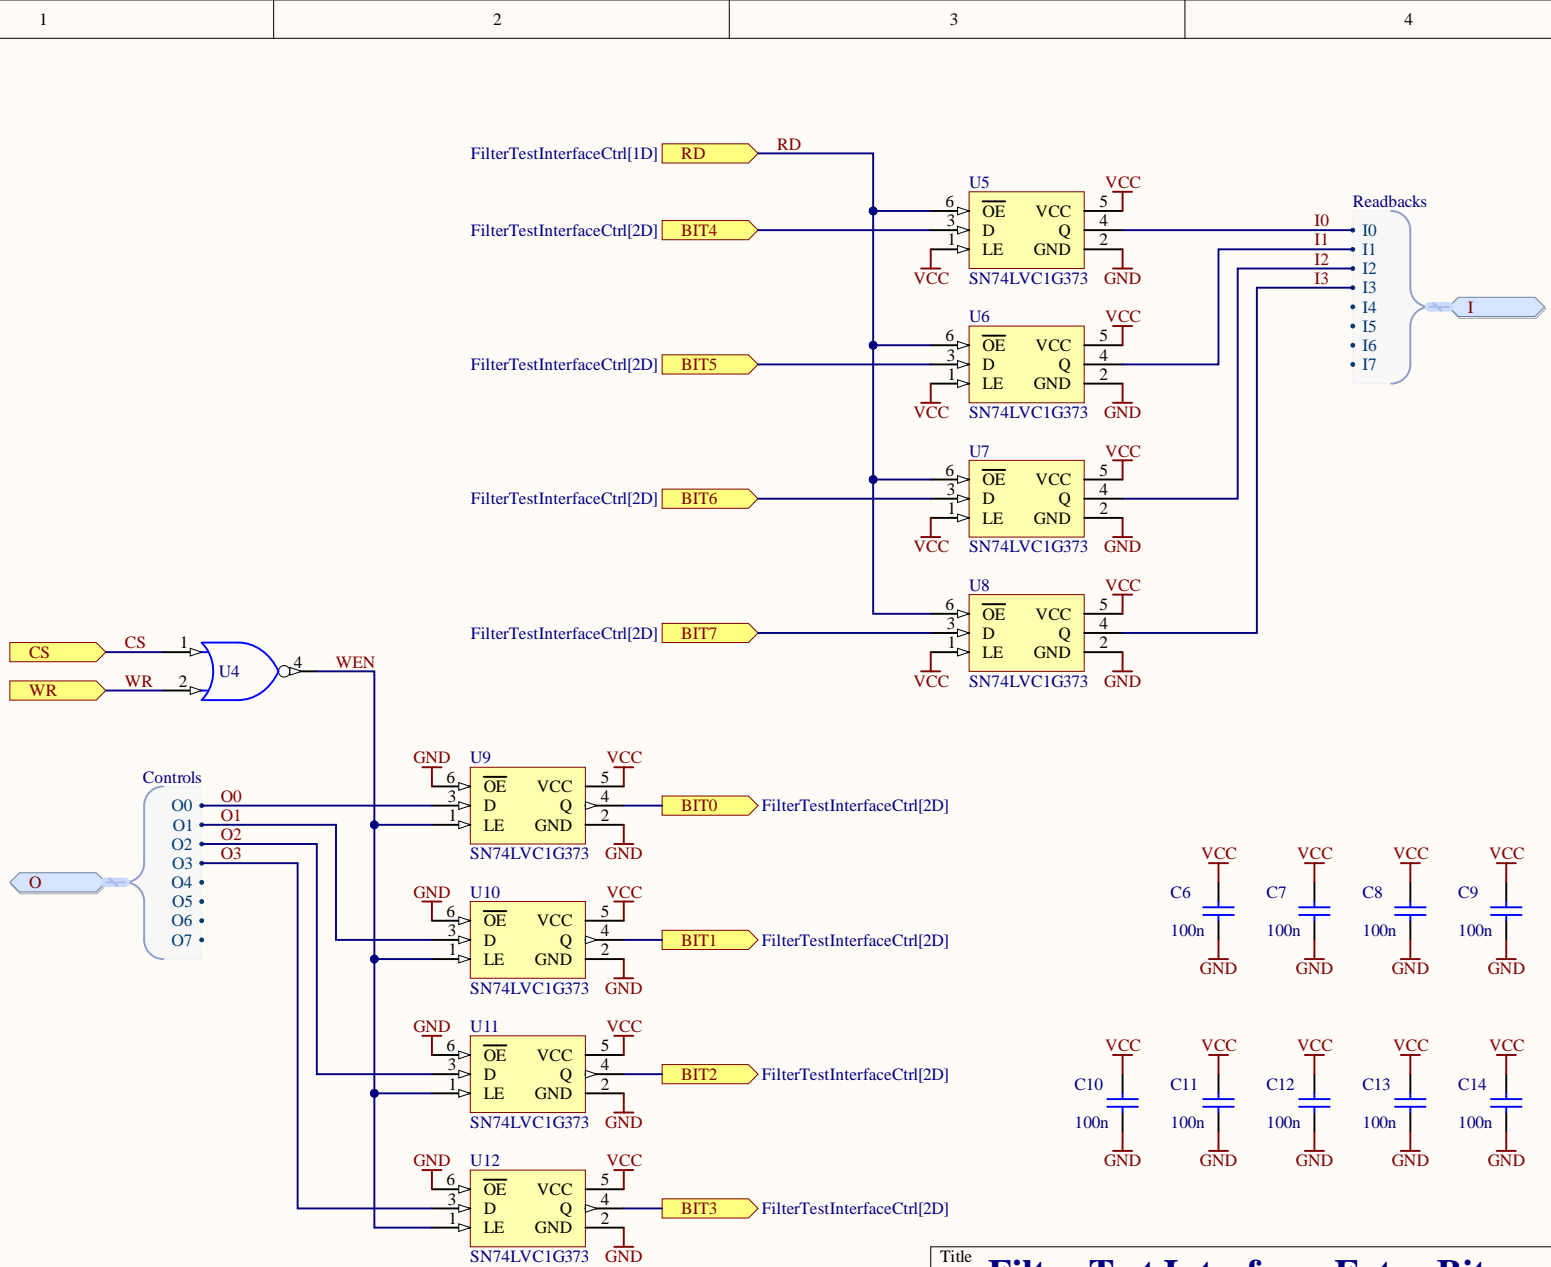 1 2 3 4
FilterTestInterfaceCtrl[1D] RD RD
U5 VCC
6 OE VCC 5
FilterTestInterfaceCtrl[2D] BIT4 3 D Q 4
1 LE GND 2
VCC SN74LVC1G373 GND
U6 VCC
6 OE VCC 5
FilterTestInterfaceCtrl[2D] BIT5 3 D Q 4
1 LE GND 2
VCC SN74LVC1G373 GND
U7 VCC
6 OE VCC 5
FilterTestInterfaceCtrl[2D] BIT6 3 D Q 4
1 LE GND 2
VCC SN74LVC1G373 GND
U8 VCC
6 OE VCC 5
FilterTestInterfaceCtrl[2D] BIT7 3 D Q 4
1 LE GND 2
VCC SN74LVC1G373 GND
Readbacks
I0 I0
I1 I1
I2 I2
I3 I3
I4
I5
I6
I7
I
CS CS 1
U4 4 WEN
WR WR 2
Controls
O0 O0
O1 O1
O2 O2
O3 O3
O4
O5
O6
O7
O
GND U9 VCC
6 OE VCC 5
3 D Q 4 BIT0 FilterTestInterfaceCtrl[2D]
1 LE GND 2
SN74LVC1G373 GND
GND U10 VCC
6 OE VCC 5
3 D Q 4 BIT1 FilterTestInterfaceCtrl[2D]
1 LE GND 2
SN74LVC1G373 GND
GND U11 VCC
6 OE VCC 5
3 D Q 4 BIT2 FilterTestInterfaceCtrl[2D]
1 LE GND 2
SN74LVC1G373 GND
GND U12 VCC
6 OE VCC 5
3 D Q 4 BIT3 FilterTestInterfaceCtrl[2D]
1 LE GND 2
SN74LVC1G373 GND
VCC VCC VCC VCC
C6 C7 C8 C9
100n 100n 100n 100n
GND GND GND GND
VCC VCC VCC VCC VCC
C10 C11 C12 C13 C14
100n 100n 100n 100n 100n
GND GND GND GND GND
Title